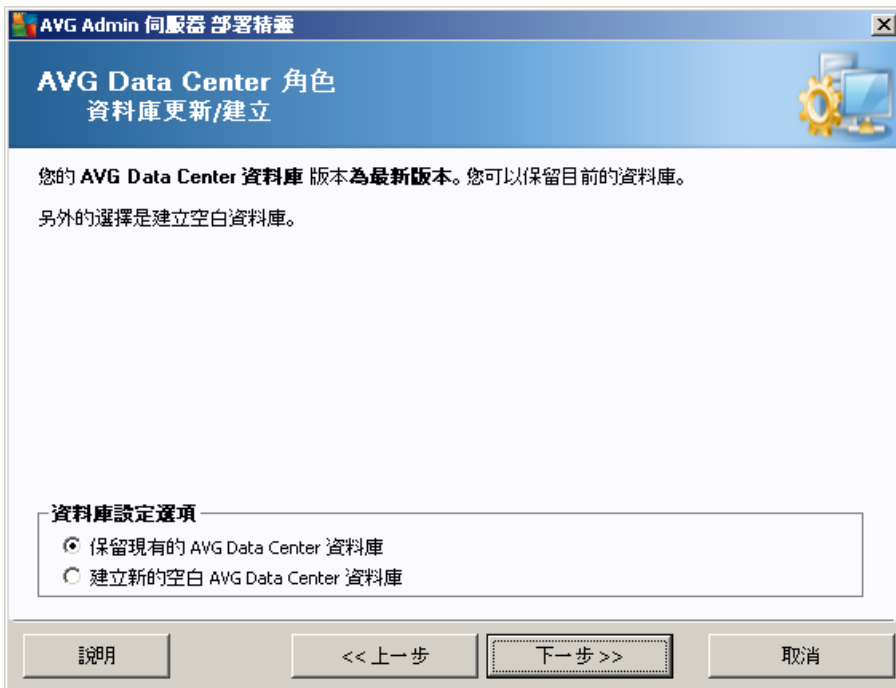 AVG Admin 伺服器 部署精靈
AVG Data Center 角色
資料庫更新/建立
您的 AVG Data Center 資料庫 版本為最新版本。您可以保留目前的資料庫。
另外的選擇是建立空白資料庫。
資料庫設定選項
保留現有的 AVG Data Center 資料庫
建立新的空白 AVG Data Center 資料庫
說明
<< 上一步
下一步 >>
取消